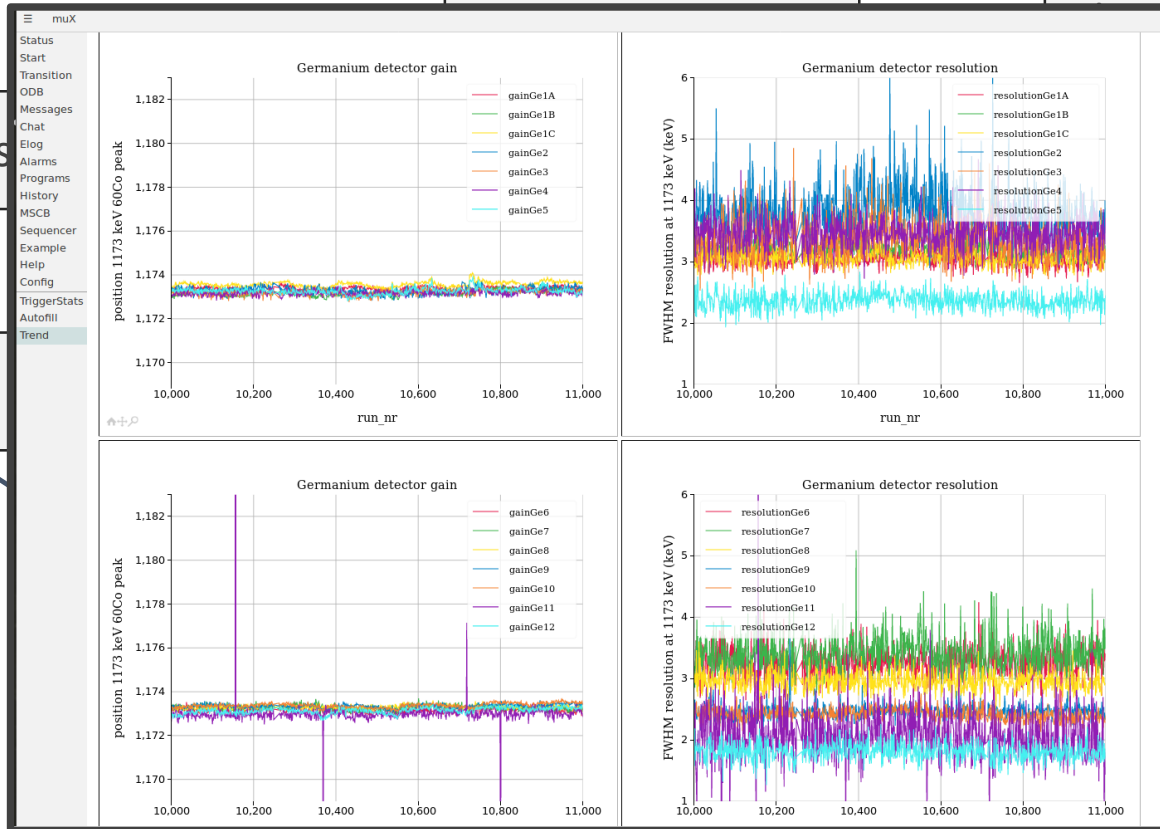 ☰ muX
Status
Start
Transition
ODB
Messages
Chat
Elog
Alarms
Programs
History
MSCB
Sequencer
Example
Help
Config
TriggerStats
Autofill
Trend
Germanium detector gain
position 1173 keV 60Co peak
1,182
1,180
1,178
1,176
1,174
1,172
1,170
gainGe1A
gainGe1B
gainGe1C
gainGe2
gainGe3
gainGe4
gainGe5
10,000 10,200 10,400 10,600 10,800 11,000
run_nr
Germanium detector resolution
FWHM resolution at 1173 keV (keV)
6
5
4
3
2
1
resolutionGe1A
resolutionGe1B
resolutionGe1C
resolutionGe2
resolutionGe3
resolutionGe4
resolutionGe5
10,000 10,200 10,400 10,600 10,800 11,000
run_nr
Germanium detector gain
position 1173 keV 60Co peak
1,182
1,180
1,178
1,176
1,174
1,172
1,170
gainGe6
gainGe7
gainGe8
gainGe9
gainGe10
gainGe11
gainGe12
10,000 10,200 10,400 10,600 10,800 11,000
Germanium detector resolution
FWHM resolution at 1173 keV (keV)
6
5
4
3
2
1
resolutionGe6
resolutionGe7
resolutionGe8
resolutionGe9
resolutionGe10
resolutionGe11
resolutionGe12
10,000 10,200 10,400 10,600 10,800 11,000